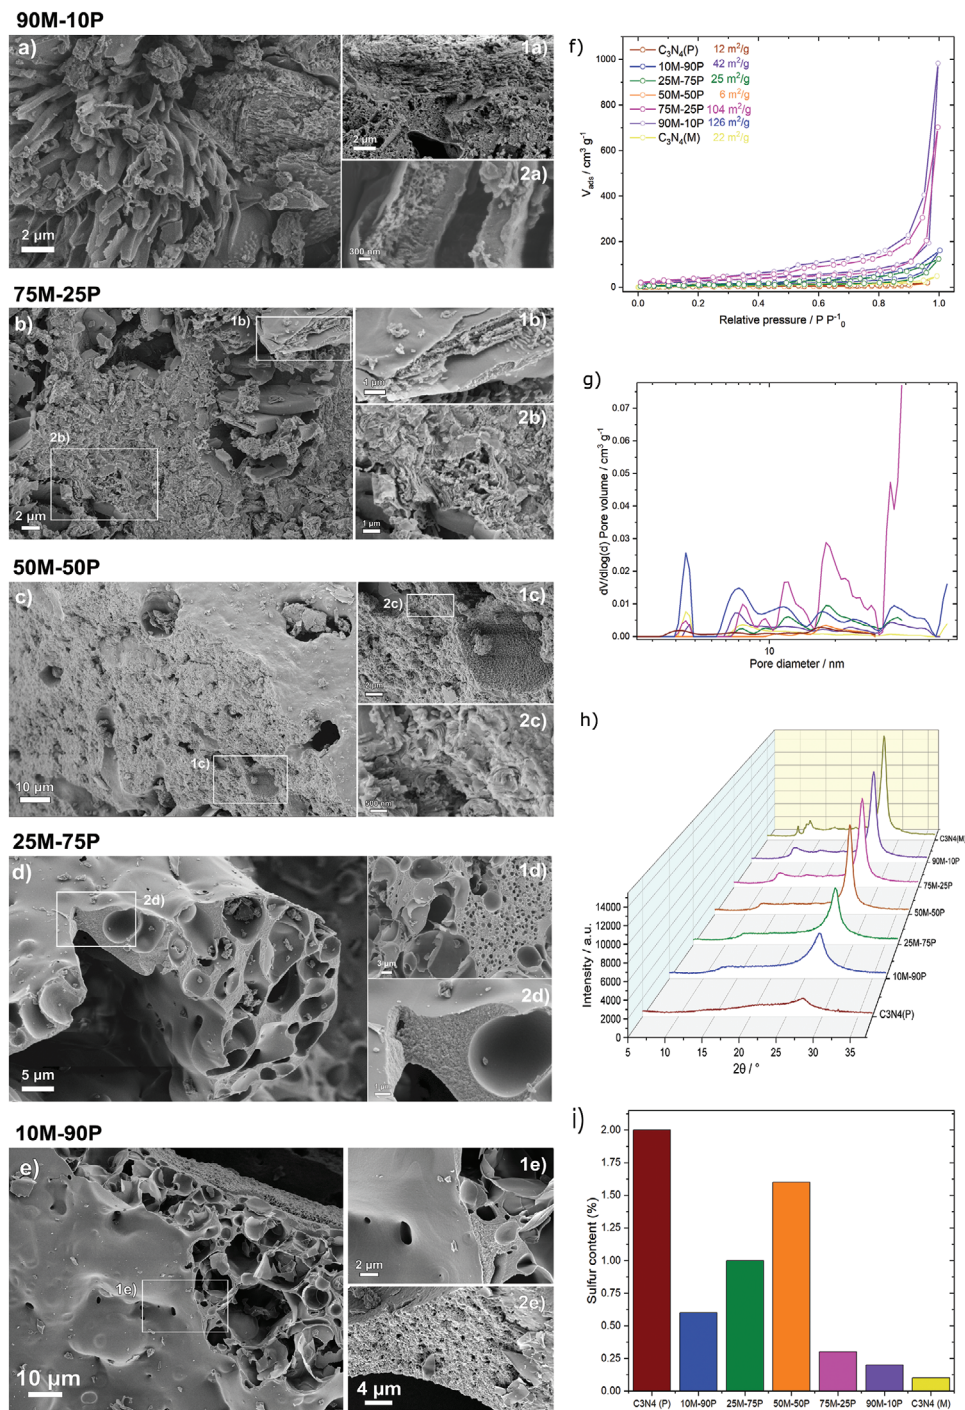 90M-10P
a)
2 µm
1a)
2 µm
2a)
300 nm
75M-25P
b)
1b)
2b)
2 µm
1b)
1 µm
2b)
1 µm
50M-50P
c)
1c)
10 µm
2c)
1c)
2 µm
2c)
500 nm
25M-75P
d)
2d)
5 µm
1d)
3 µm
2d)
1 µm
10M-90P
e)
1e)
10 µm
1e)
2 µm
2e)
4 µm
f)
C₃N₄(P) 12 m²/g
10M-90P 42 m²/g
25M-75P 25 m²/g
50M-50P 6 m²/g
75M-25P 104 m²/g
90M-10P 126 m²/g
C₃N₄(M) 22 m²/g
1000
800
600
400
200
0
V_ads / cm³ g⁻¹
0.0 0.2 0.4 0.6 0.8 1.0
Relative pressure / P P⁻¹₀
g)
0.07
0.06
0.05
0.04
0.03
0.02
0.01
0.00
dV/dlog(d) Pore volume / cm³ g⁻¹
10
Pore diameter / nm
h)
14000
12000
10000
8000
6000
4000
2000
0
Intensity / a.u.
5 10 15 20 25 30 35
2θ / °
C3N4(M)
90M-10P
75M-25P
50M-50P
25M-75P
10M-90P
C3N4(P)
i)
2.00
1.75
1.50
1.25
1.00
0.75
0.50
0.25
0.00
Sulfur content (%)
C3N4 (P) 10M-90P 25M-75P 50M-50P 75M-25P 90M-10P C3N4 (M)